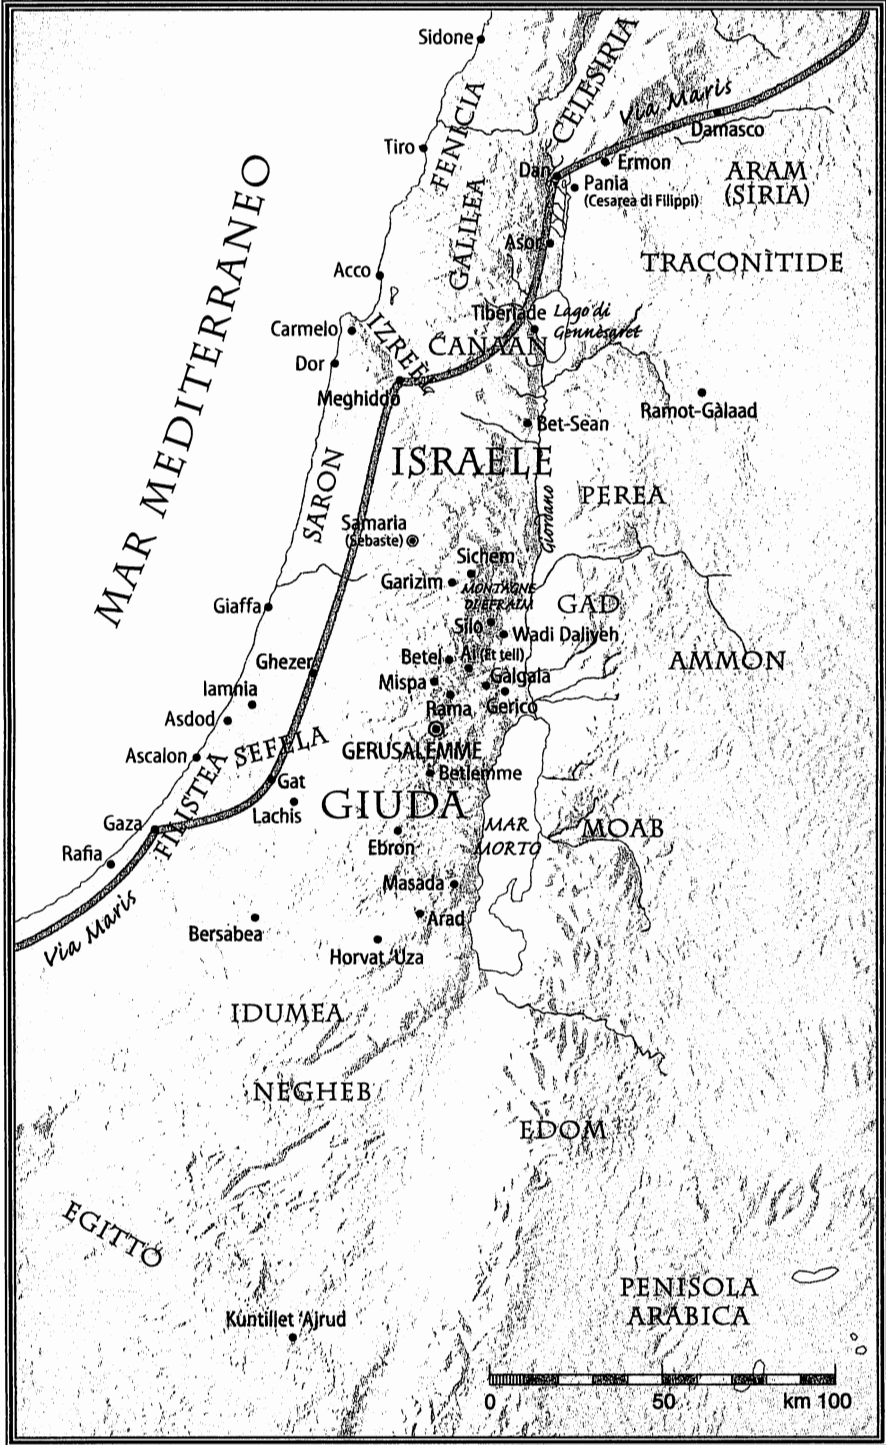 Sidone
CELESIRIA
Via Maris
Damasco
FENICIA
Tiro
Ermon
Dan
Pania
(Cesarea di Filippi)
ARAM
(SIRIA)
MAR MEDITERRANEO
GALILEA
Asor
TRACONÌTIDE
Acco
Tiberiade
Lago di
Gennèsaret
Carmelo
IZREÈL
CANAAN
Dor
Meghiddo
Ramot-Gàlaad
Bet-Sean
ISRAELE
SARON
PEREA
Giordano
Samaria
(Sebaste)
Sichem
Garizim
MONTAGNE
DI EFRAIM
Giaffa
GAD
Silo
Wadi Daliyeh
Ghezer
Betel
Ai (Et tell)
AMMON
Mispa
Gàlgala
Iamnia
Rama
Gerico
Asdod
GERUSALEMME
Ascalon
SEFELA
Betlemme
Gat
FILISTEA
Lachis
GIUDA
Gaza
MAR
MORTO
MOAB
Rafia
Ebron
Masada
Via Maris
Bersabea
Arad
Horvat ‘Uza
IDUMEA
NEGHEB
EDOM
EGITTO
PENISOLA
ARABICA
Kuntillet ‘Ajrud
0 50 km 100